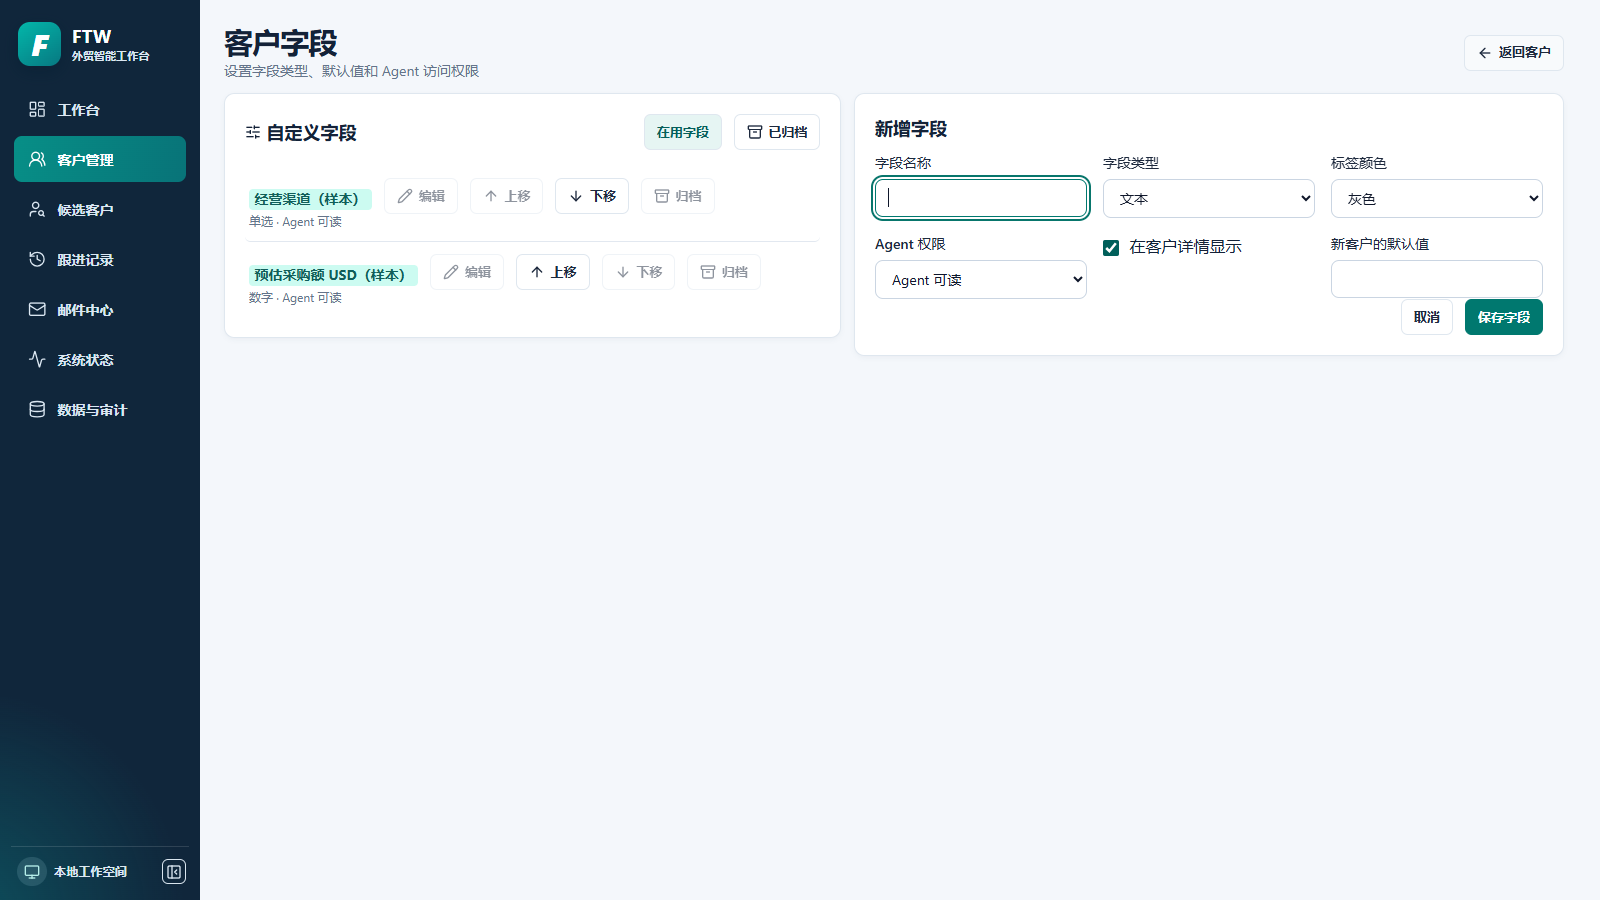 F
FTW
外贸智能工作台
工作台
客户管理
候选客户
跟进记录
邮件中心
系统状态
数据与审计
本地工作空间
客户字段
设置字段类型、默认值和 Agent 访问权限
返回客户
自定义字段
在用字段
已归档
经营渠道（样本）
编辑
上移
下移
归档
单选 · Agent 可读
预估采购额 USD（样本）
编辑
上移
下移
归档
数字 · Agent 可读
新增字段
字段名称
字段类型
标签颜色
文本
灰色
Agent 权限
在客户详情显示
新客户的默认值
Agent 可读
取消
保存字段